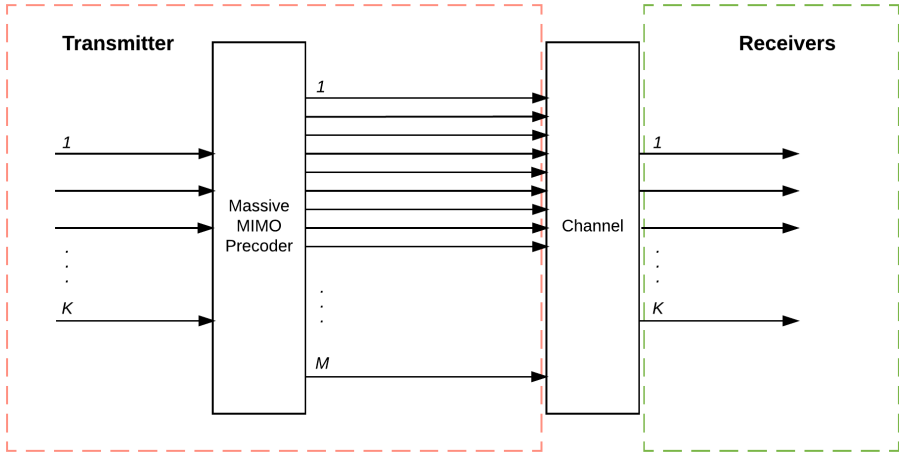 Transmitter
Receivers
1
1
1
Massive
MIMO
Precoder
Channel
.
.
.
.
.
.
.
.
.
K
K
M